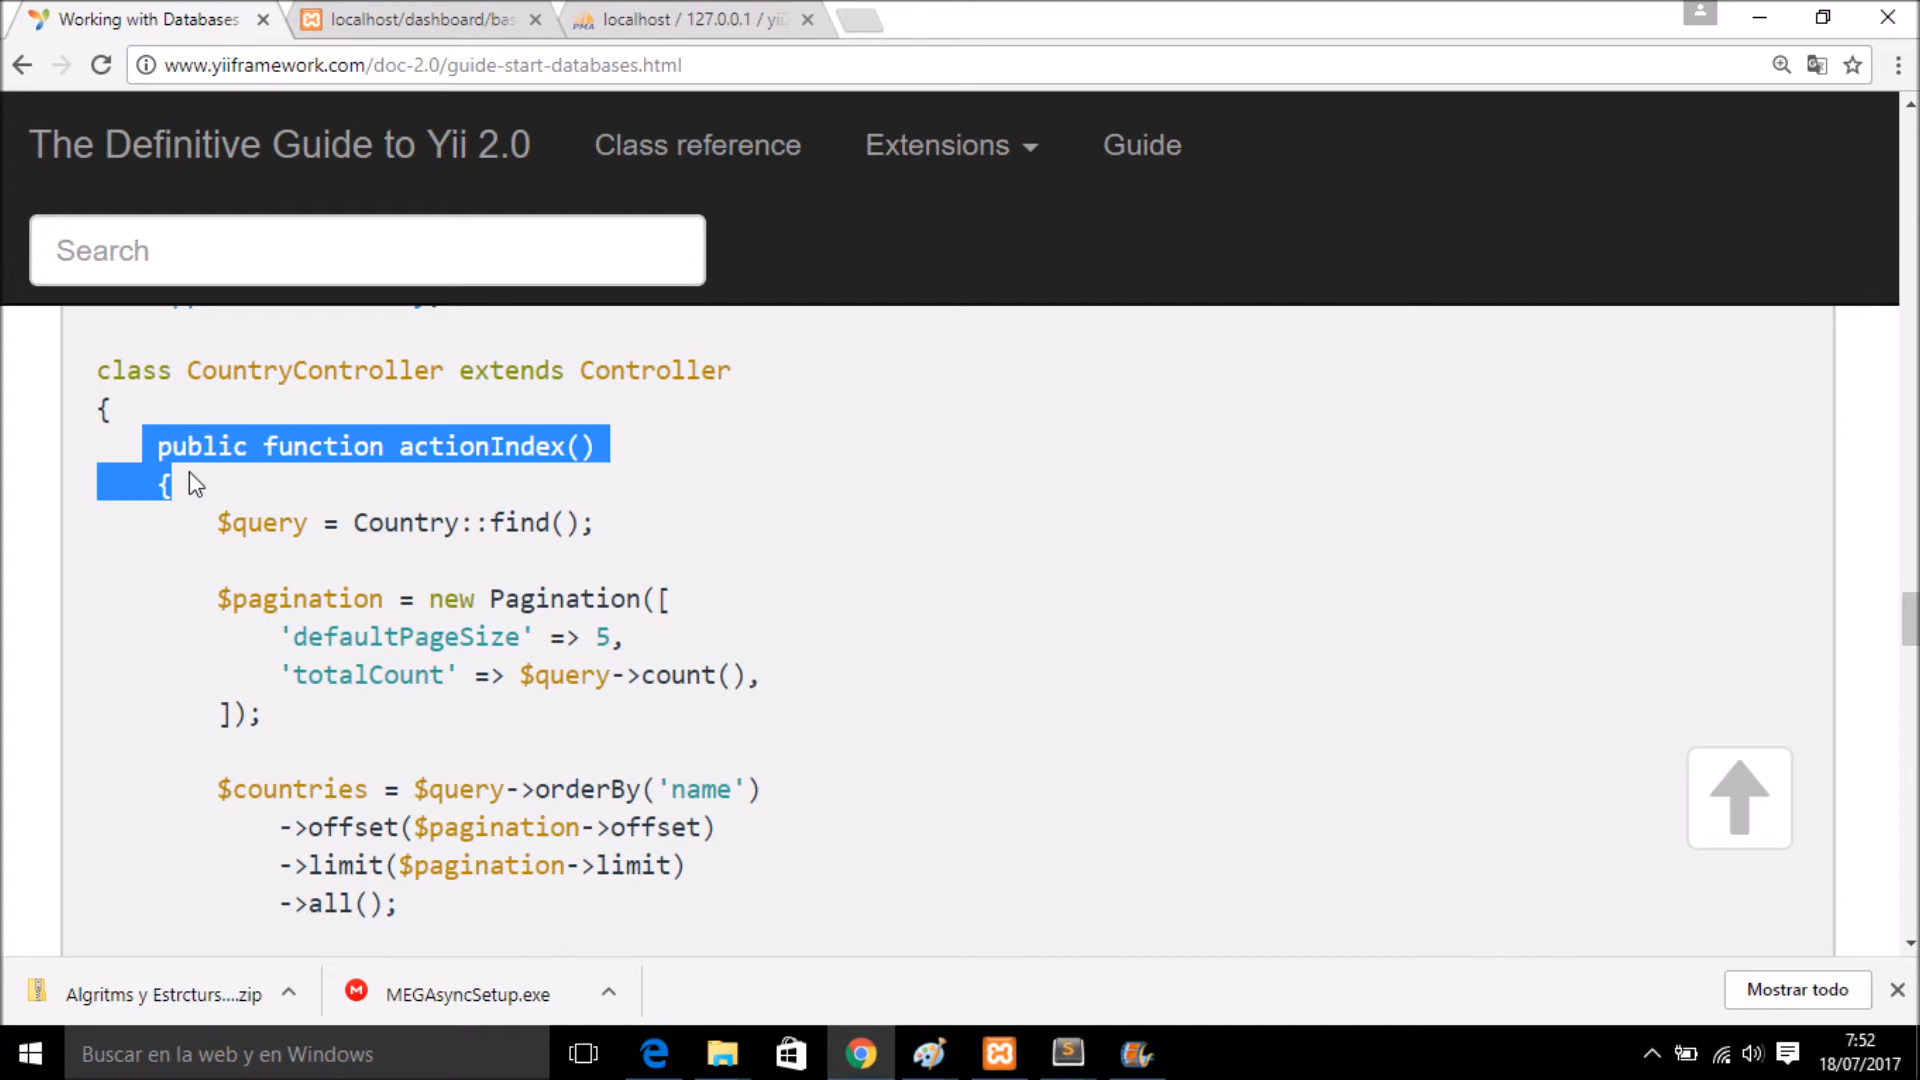 Working with Databases
localhost/dashboard/bas
localhost / 127.0.0.1 / yii
www.yiiframework.com/doc-2.0/guide-start-databases.html
The Definitive Guide to Yii 2.0
Class reference
Extensions
Guide
Search
class CountryController extends Controller
{
public function actionIndex()
{
$query = Country::find();
$pagination = new Pagination([
'defaultPageSize' => 5,
'totalCount' => $query->count(),
]);
$countries = $query->orderBy('name')
->offset($pagination->offset)
->limit($pagination->limit)
->all();
Algritms y Estrcturs....zip
MEGAsyncSetup.exe
Mostrar todo
Buscar en la web y en Windows
7:52
18/07/2017